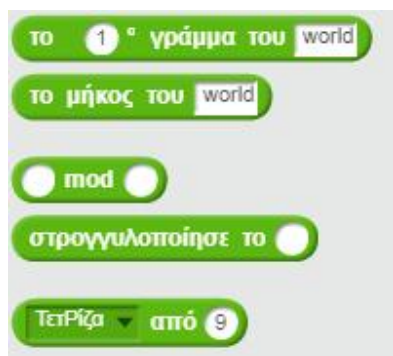 το 1 ° γράμμα του world
το μήκος του world
mod
στρογγυλοποίησε το
ΤετΡίζα από 9